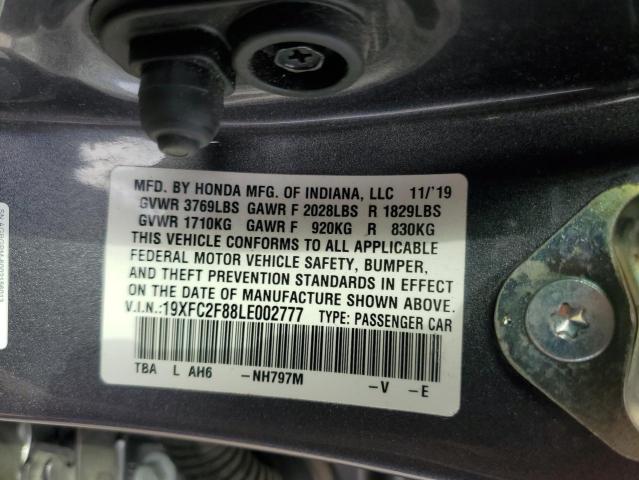 MFD. BY HONDA MFG. OF INDIANA, LLC 11/'19
GVWR 3769LBS GAWR F 2028LBS R 1829LBS
GVWR 1710KG GAWR F 920KG R 830KG
THIS VEHICLE CONFORMS TO ALL APPLICABLE
FEDERAL MOTOR VEHICLE SAFETY, BUMPER,
AND THEFT PREVENTION STANDARDS IN EFFECT
ON THE DATE OF MANUFACTURE SHOWN ABOVE.
V.I.N.:19XFC2F88LE002777 TYPE: PASSENGER CAR
TBA L AH6 -NH797M -V -E